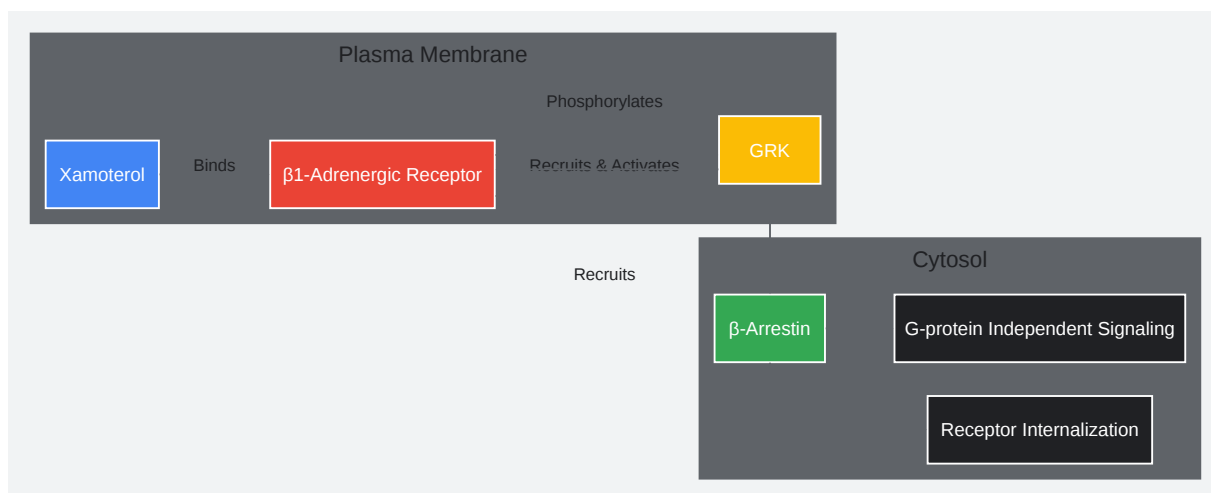 Plasma Membrane
Phosphorylates
Xamoterol
Binds
β1-Adrenergic Receptor
Recruits & Activates
GRK
Recruits
Cytosol
β-Arrestin
G-protein Independent Signaling
Receptor Internalization